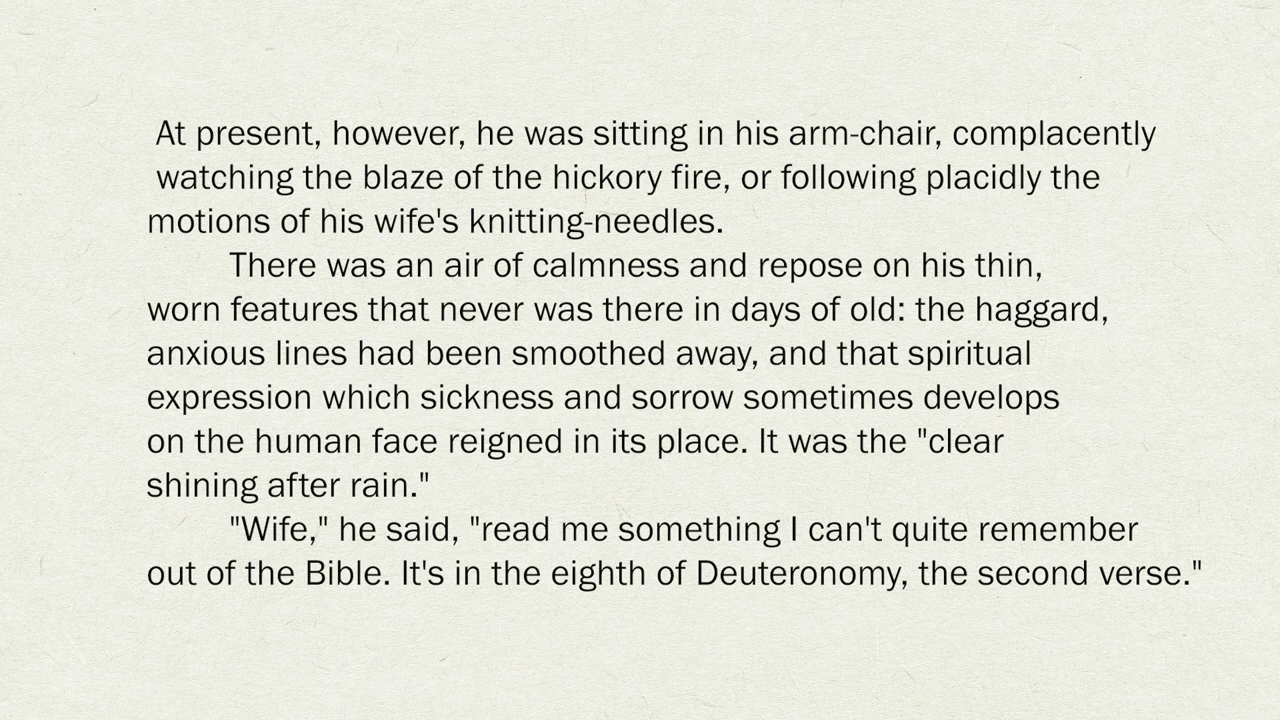 At present, however, he was sitting in his arm-chair, complacently
watching the blaze of the hickory fire, or following placidly the
motions of his wife's knitting-needles.
There was an air of calmness and repose on his thin,
worn features that never was there in days of old: the haggard,
anxious lines had been smoothed away, and that spiritual
expression which sickness and sorrow sometimes develops
on the human face reigned in its place. It was the "clear
shining after rain."
"Wife," he said, "read me something I can't quite remember
out of the Bible. It's in the eighth of Deuteronomy, the second verse."